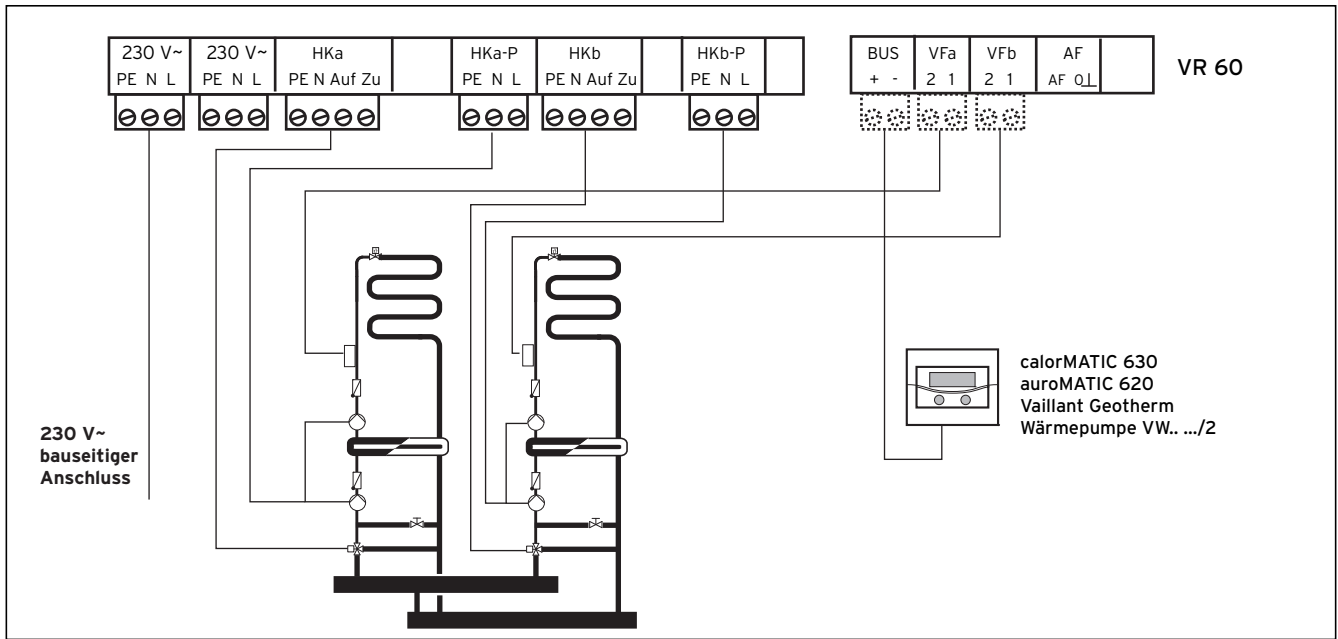 230 V~ 230 V~ HKa HKa-P HKb HKb-P
PE N L PE N L PE N Auf Zu PE N L PE N Auf Zu PE N L
BUS VFa VFb AF
+ - 2 1 2 1 AF 0⊥
VR 60
calorMATIC 630
auroMATIC 620
Vaillant Geotherm
Wärmepumpe VW.. .../2
230 V~
bauseitiger
Anschluss